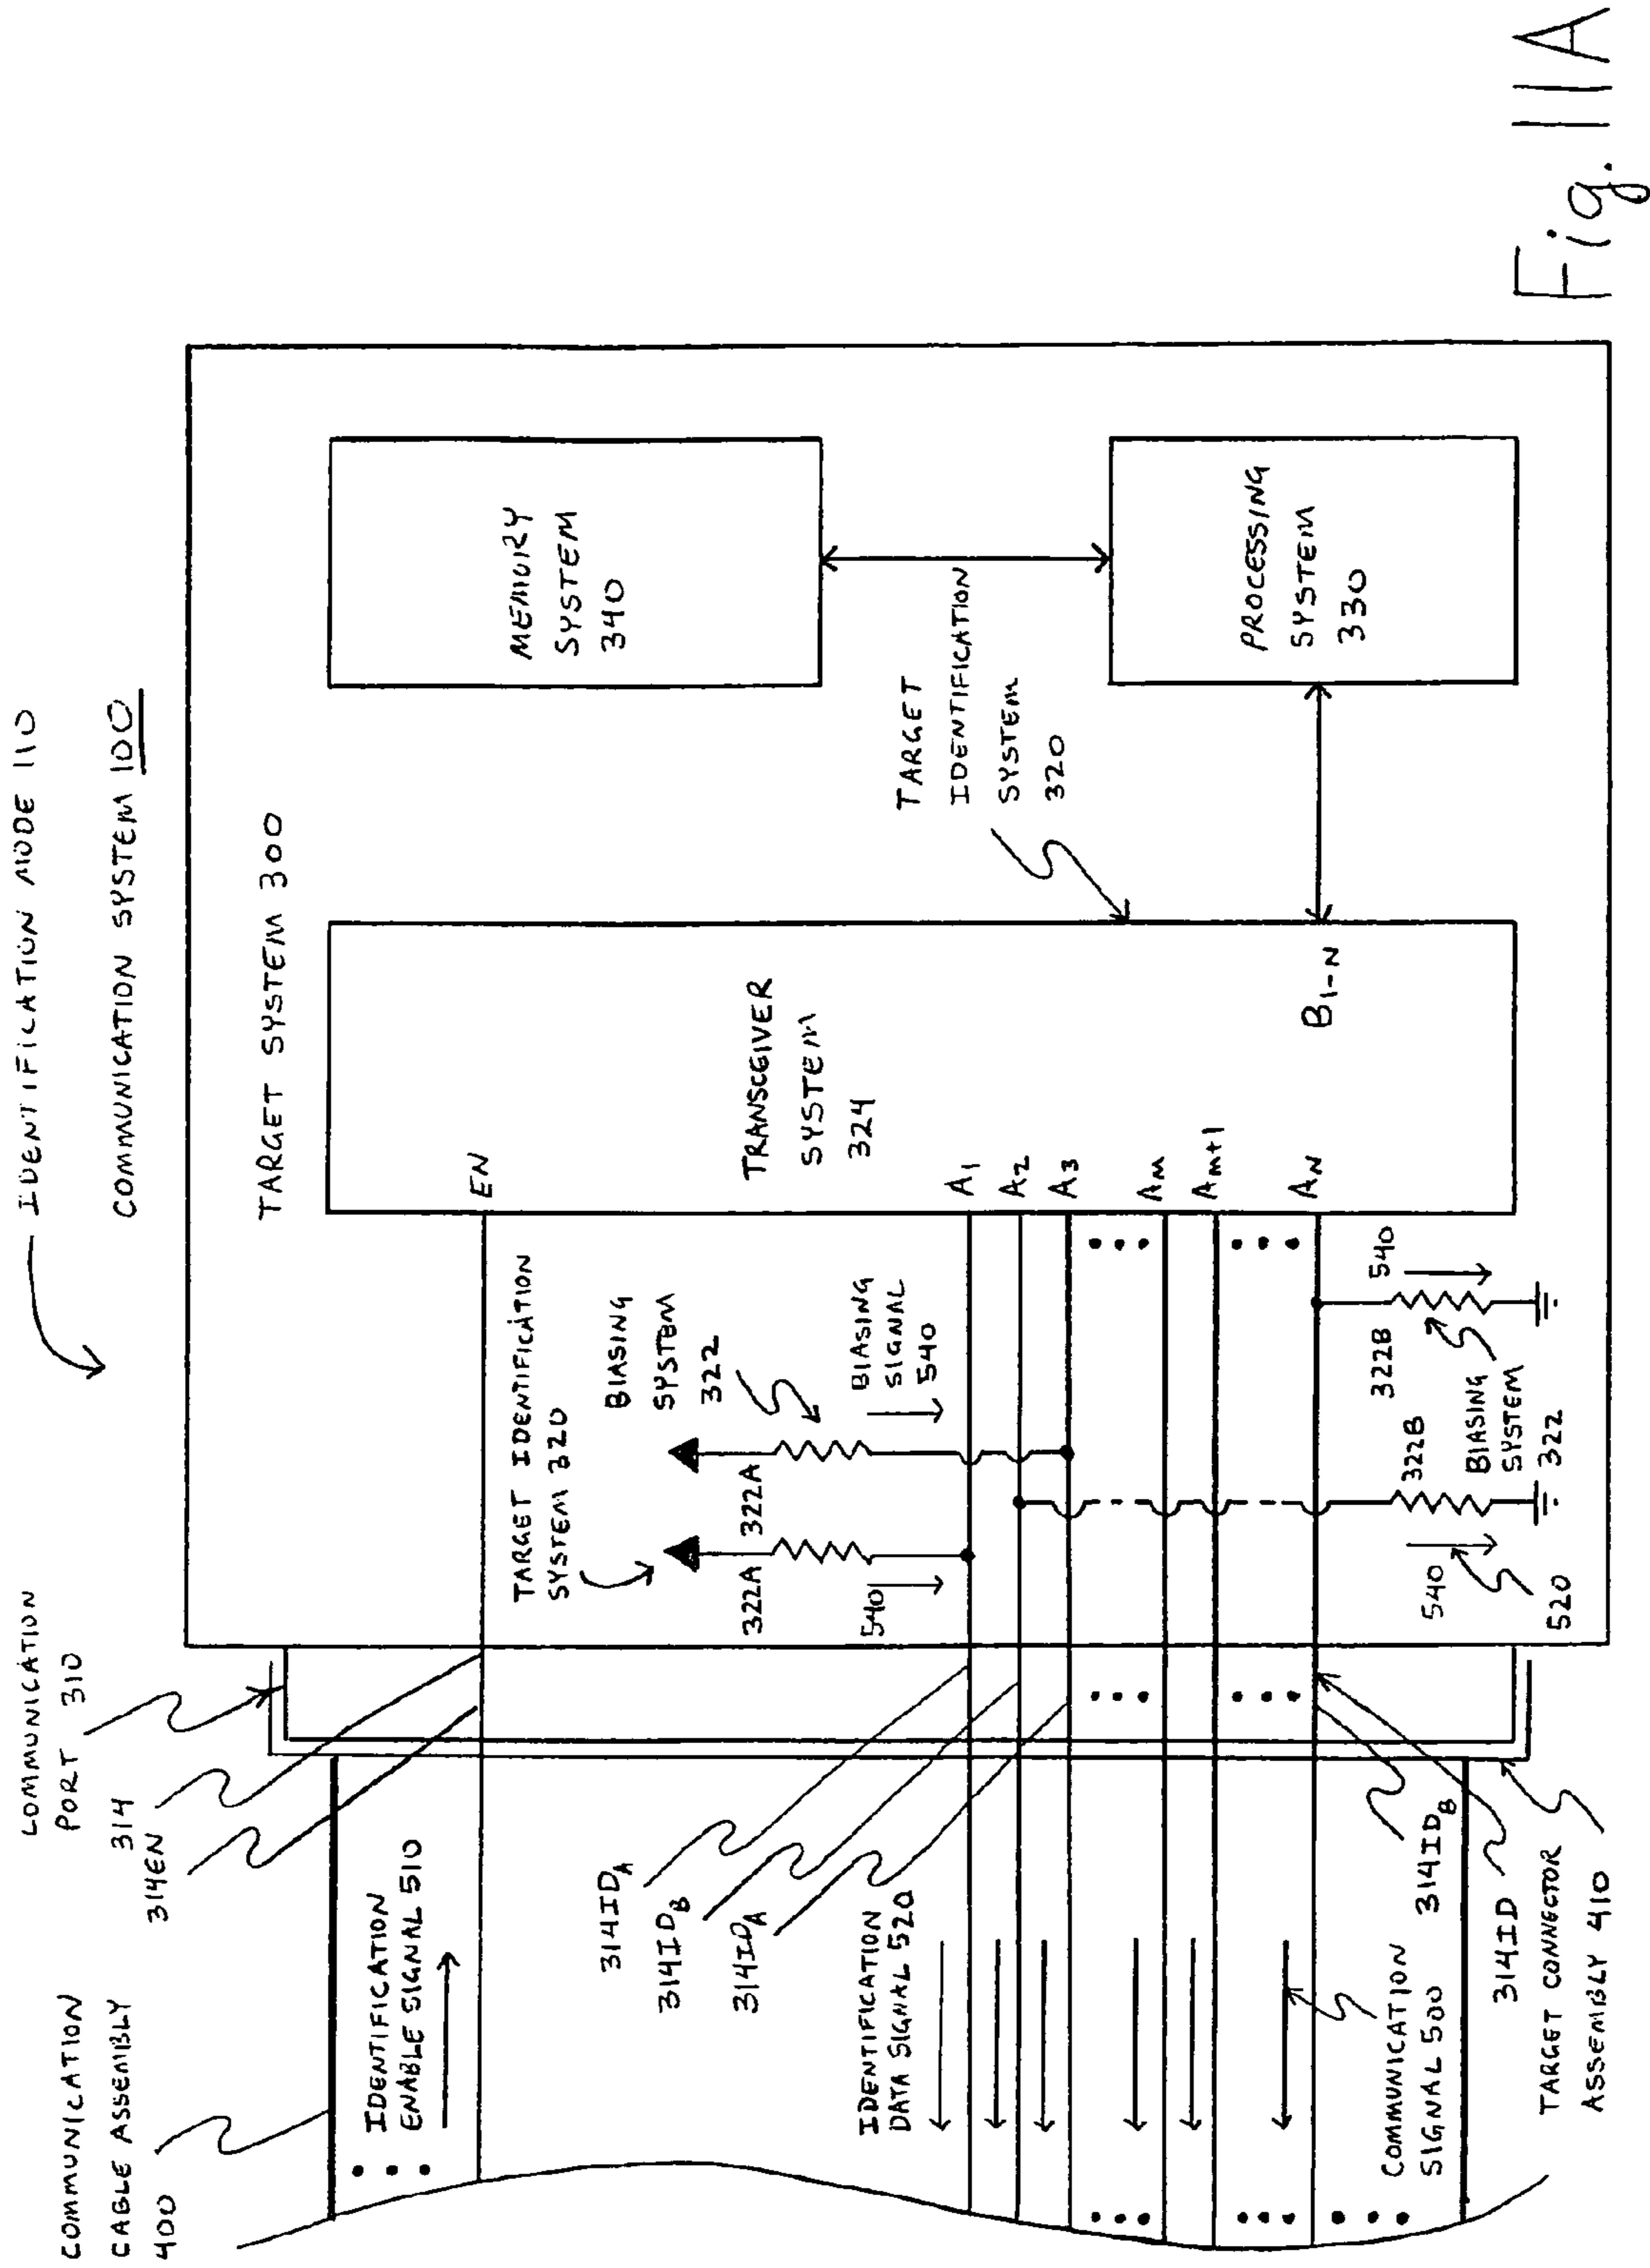 IDENTIFICATION MODE 110
COMMUNICATION SYSTEM 100
COMMUNICATION
CABLE ASSEMBLY
400
COMMUNICATION
PORT 310
314
314EN
TARGET SYSTEM 300
IDENTIFICATION
ENABLE SIGNAL 510
EN
TARGET IDENTIFICATION
SYSTEM 320
BIASING
SYSTEM
322
322A
322A
540
BIASING
SIGNAL
540
TRANSCEIVER
SYSTEM
324
MEMORY
SYSTEM
340
TARGET
IDENTIFICATION
SYSTEM
320
PROCESSING
SYSTEM
330
314IDA
314IDB
314IDA
IDENTIFICATION
DATA SIGNAL 520
A1
A2
A3
AM
AM+1
AN
B1-N
COMMUNICATION
SIGNAL 500
314IDB
314ID
TARGET CONNECTOR
ASSEMBLY 410
540
520
322B
BIASING
SYSTEM
322
322B
540
Fig. 11A